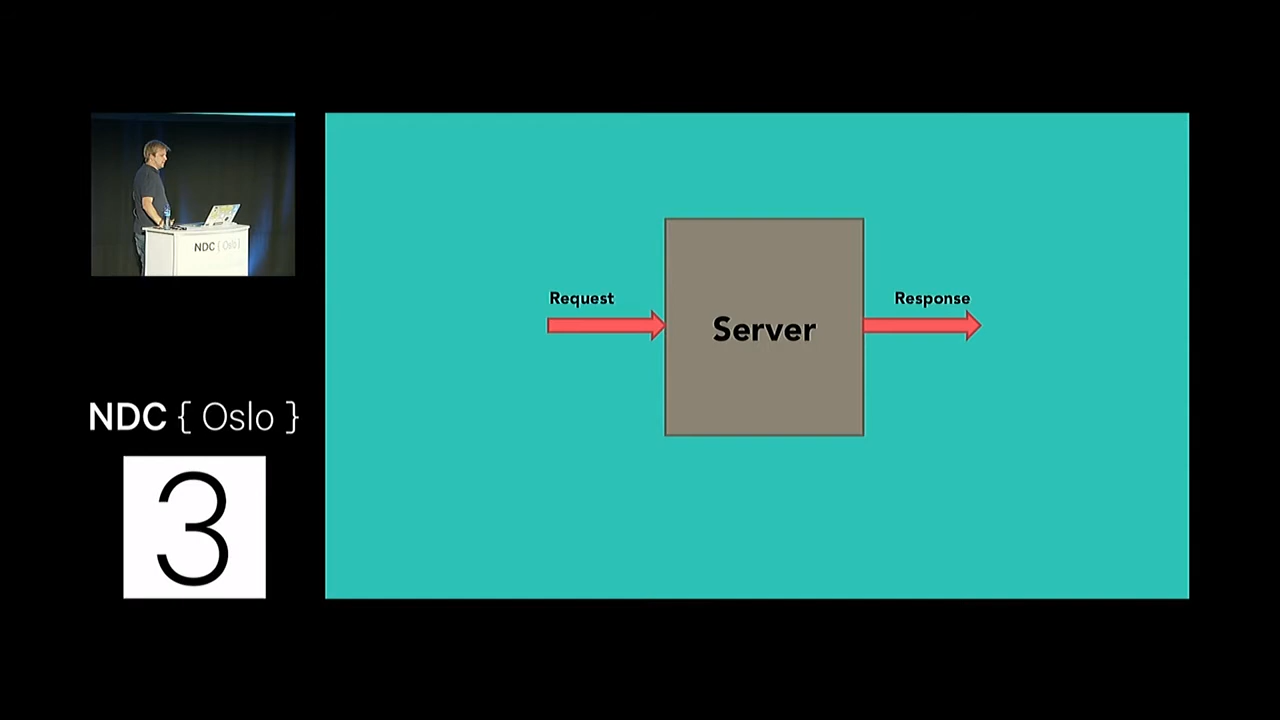 NDC { Oslo }
NDC { Oslo }
3
Request
Server
Response